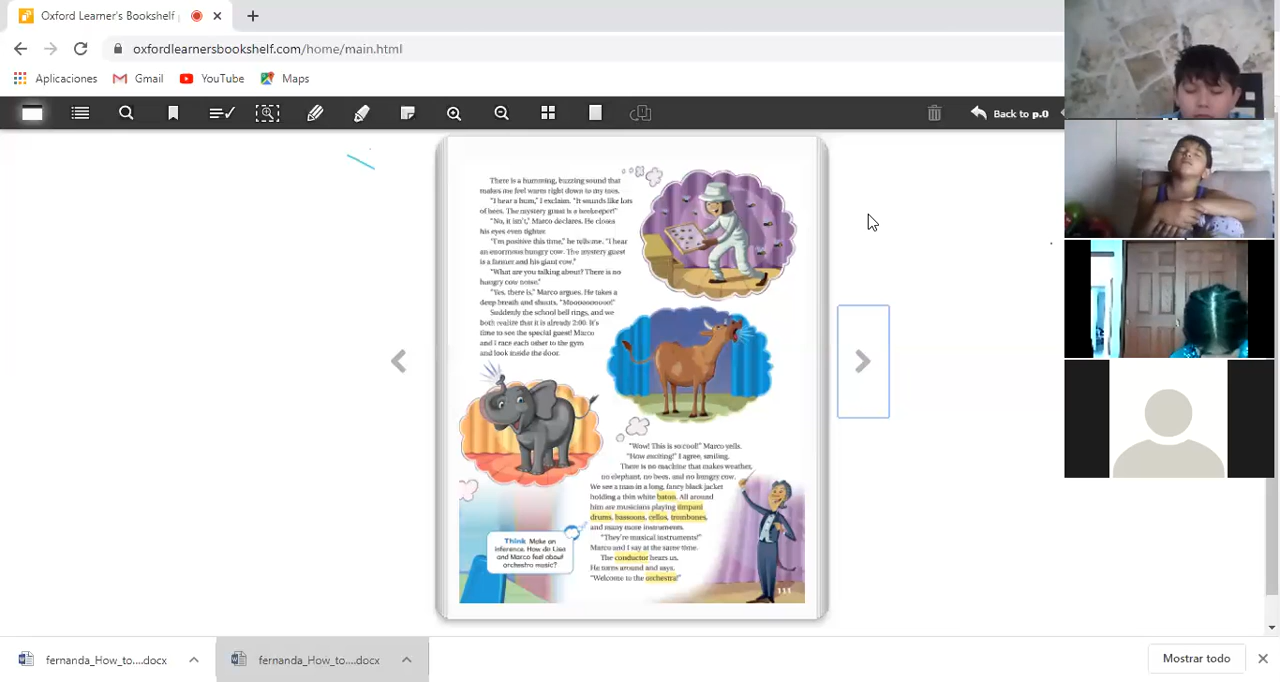 Oxford Learner's Bookshelf
oxfordlearnersbookshelf.com/home/main.html
Aplicaciones
Gmail
YouTube
Maps
Back to p.0
There is a humming, buzzing sound that
makes me feel warm right down to my toes.
"I hear a hum," I exclaim. "It sounds like lots
of bees. The mystery guest is a beekeeper!"
"No, it isn't," Marco declares. He closes
his eyes even tighter.
"I'm positive this time," he tells me. "I hear
an enormous hungry cow. The mystery guest
is a farmer and his giant cow."
"What are you talking about? There is no
hungry cow noise."
"Yes, there is," Marco argues. He takes a
deep breath and shouts,
Suddenly the school bell rings, and we
both realize that it is already 2:00. It's
time to see the special guest! Marco
and I race each other to the gym
and look inside the door.
"Wow! This is so cool!" Marco yells.
"How exciting!" I agree, smiling.
There is no machine that makes weather,
no elephant, no bees, and no hungry cow.
We see a man in a long, fancy black jacket
holding a thin white baton. All around
him are musicians playing timpani
drums, bassoons, cellos, trombones,
and many more instruments.
"They're musical instruments!"
Marco and I say at the same time.
The conductor hears us.
He turns around and says,
"Welcome to the orchestra!"
Think Make an
inference. How do Lisa
and Marco feel about
orchestra music?
111
fernanda_How_to....docx
fernanda_How_to....docx
Mostrar todo